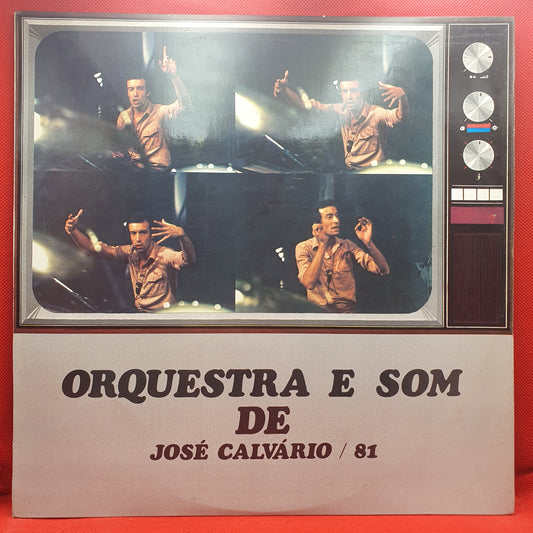 ORQUESTRA E SOM
DE
JOSÉ CALVÁRIO / 81